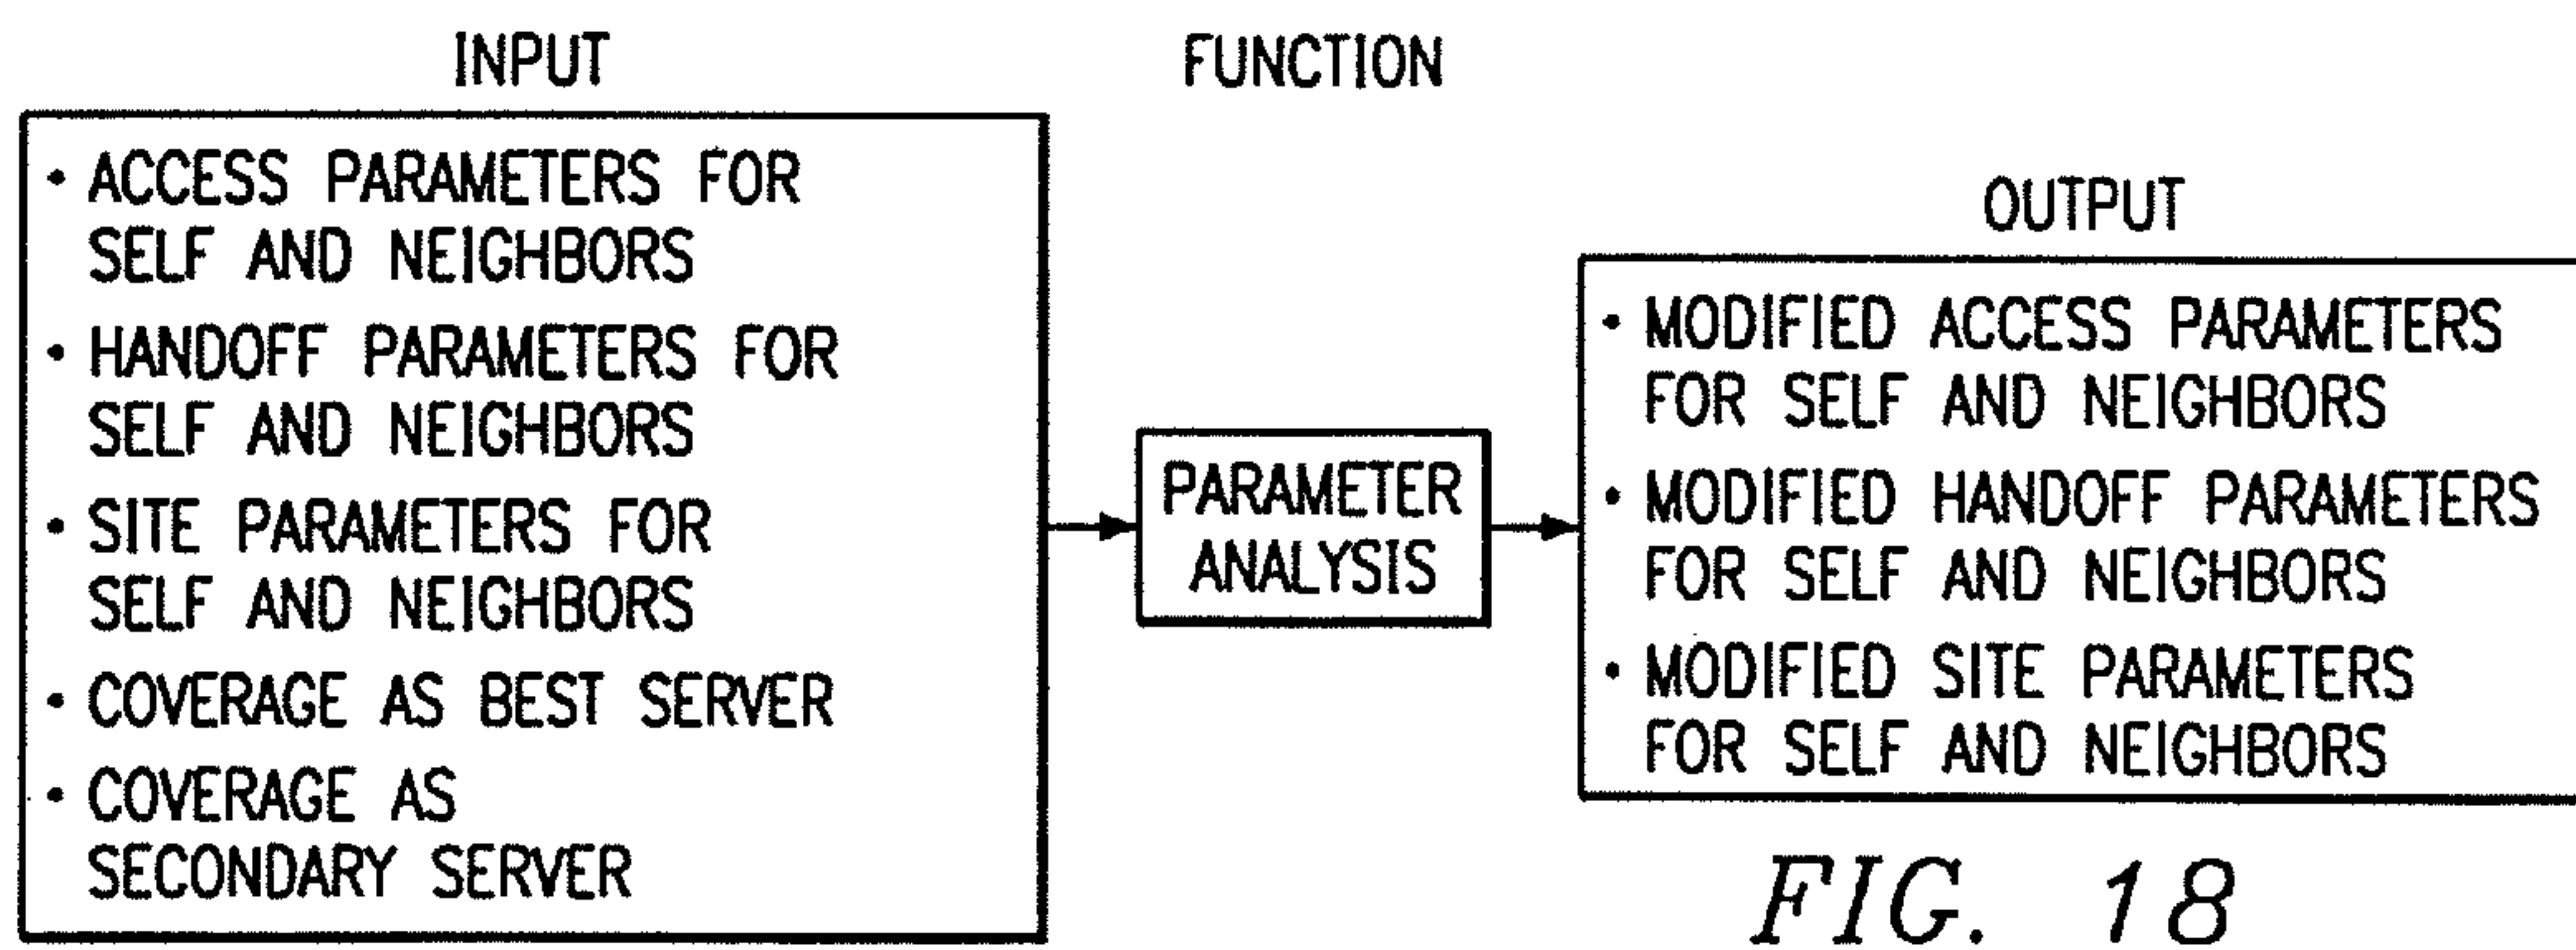 INPUT
• ACCESS PARAMETERS FOR
SELF AND NEIGHBORS
• HANDOFF PARAMETERS FOR
SELF AND NEIGHBORS
• SITE PARAMETERS FOR
SELF AND NEIGHBORS
• COVERAGE AS BEST SERVER
• COVERAGE AS
SECONDARY SERVER
FUNCTION
PARAMETER
ANALYSIS
OUTPUT
• MODIFIED ACCESS PARAMETERS
FOR SELF AND NEIGHBORS
• MODIFIED HANDOFF PARAMETERS
FOR SELF AND NEIGHBORS
• MODIFIED SITE PARAMETERS
FOR SELF AND NEIGHBORS
FIG. 18